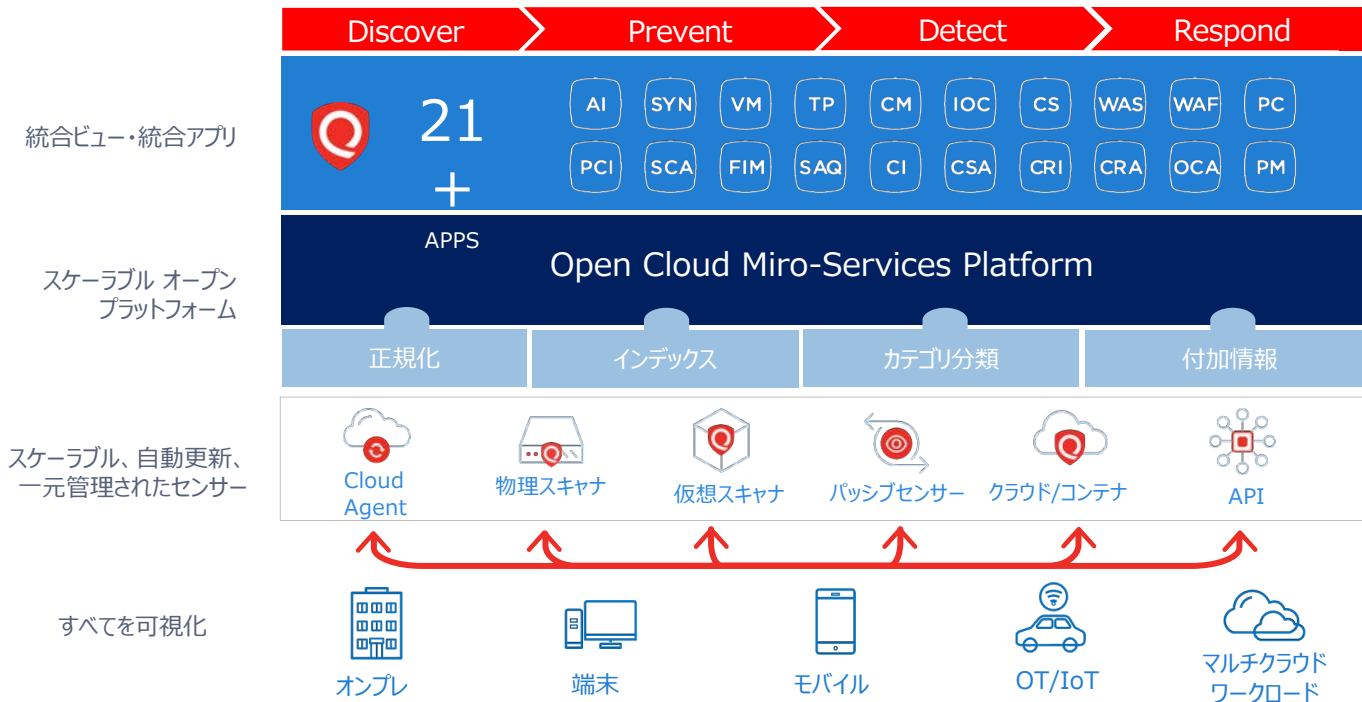 Discover
Prevent
Detect
Respond
統合ビュー・統合アプリ
21
+
APPS
AI SYN VM TP CM IOC CS WAS WAF PC
PCI SCA FIM SAQ CI CSA CRI CRA OCA PM
スケーラブル オープン
プラットフォーム
Open Cloud Miro-Services Platform
正規化
インデックス
カテゴリ分類
付加情報
スケーラブル、自動更新、
一元管理されたセンサー
Cloud
Agent
物理スキャナ
仮想スキャナ
パッシブセンサー
クラウド/コンテナ
API
すべてを可視化
オンプレ
端末
モバイル
OT/IoT
マルチクラウド
ワークロード